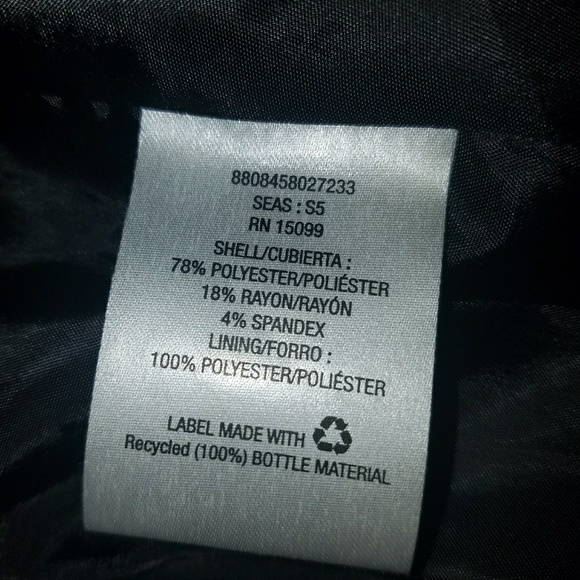 8808458027233
SEAS : S5
RN 15099
SHELL/CUBIERTA :
78% POLYESTER/POLIÉSTER
18% RAYON/RAYÓN
4% SPANDEX
LINING/FORRO :
100% POLYESTER/POLIÉSTER
LABEL MADE WITH
Recycled (100%) BOTTLE MATERIAL